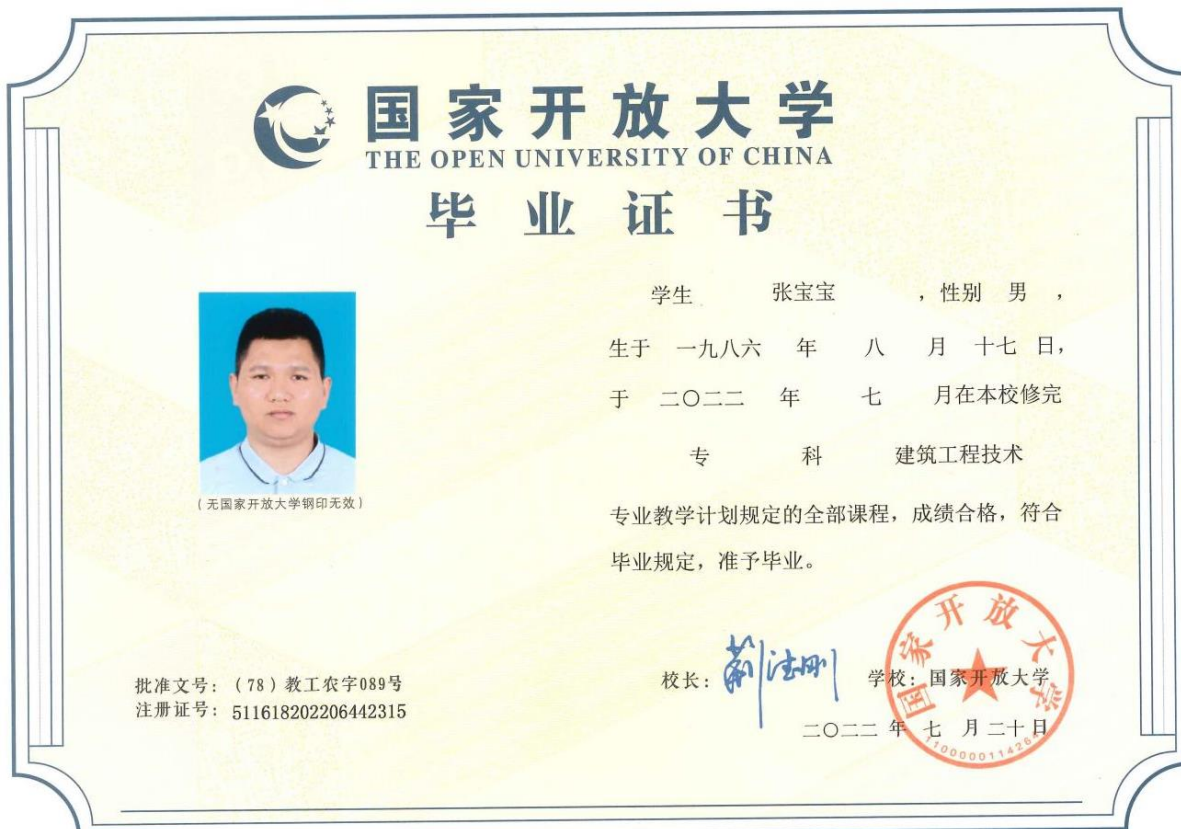 国家开放大学
THE OPEN UNIVERSITY OF CHINA
毕业证书
学生 张宝宝 ，性别 男 ，
生于 一九八六 年 八 月 十七 日，
于 二〇二二 年 七 月在本校修完
专 科 建筑工程技术
专业教学计划规定的全部课程，成绩合格，符合
毕业规定，准予毕业。
（无国家开放大学钢印无效）
批准文号：（78）教工农字089号
注册证号：511618202206442315
校长：荆德刚 学校：国家开放大学
二〇二二 年 七 月 二十 日
国家开放大学